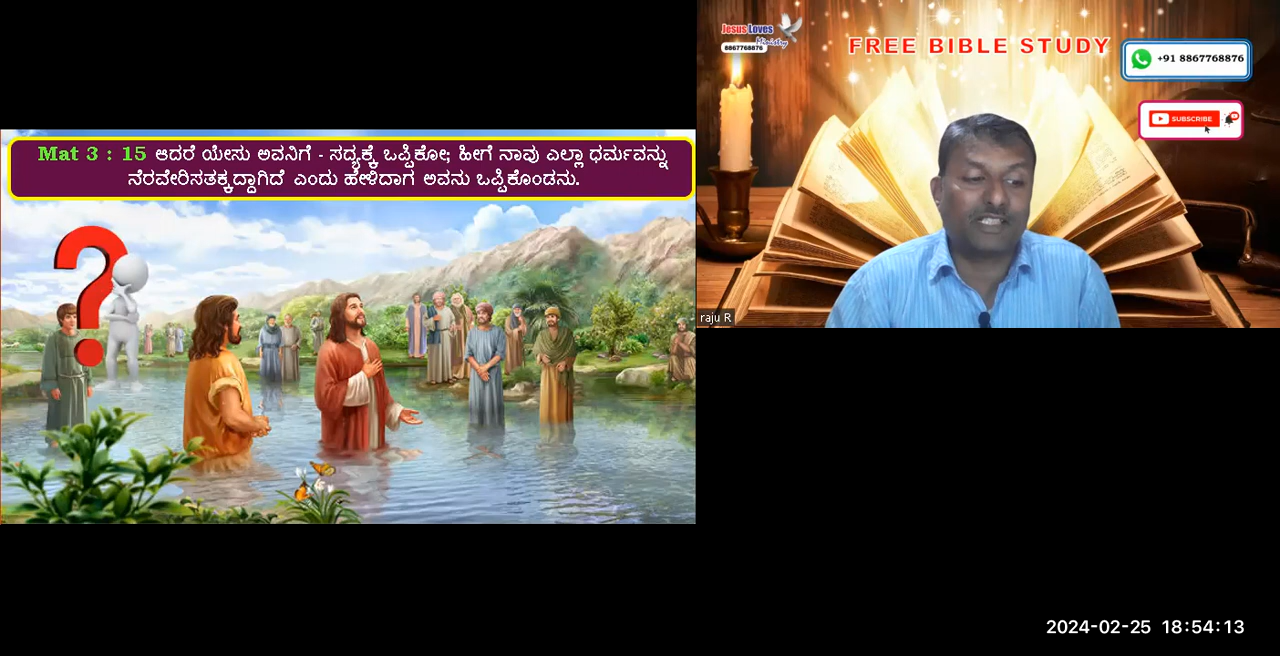 Mat 3 : 15 ಆದರೆ ಯೇಸು ಅವನಿಗೆ - ಸದ್ಯಕ್ಕೆ ಒಪ್ಪಿಕೋ; ಹೀಗೆ ನಾವು ಎಲ್ಲಾ ಧರ್ಮವನ್ನು
ನೆರವೇರಿಸತಕ್ಕದ್ದಾಗಿದೆ ಎಂದು ಹೇಳಿದಾಗ ಅವನು ಒಪ್ಪಿಕೊಂಡನು.
Jesus Loves
Ministry
8867768876
FREE BIBLE STUDY
+91 8867768876
SUBSCRIBE
raju R
2024-02-25 18:54:13